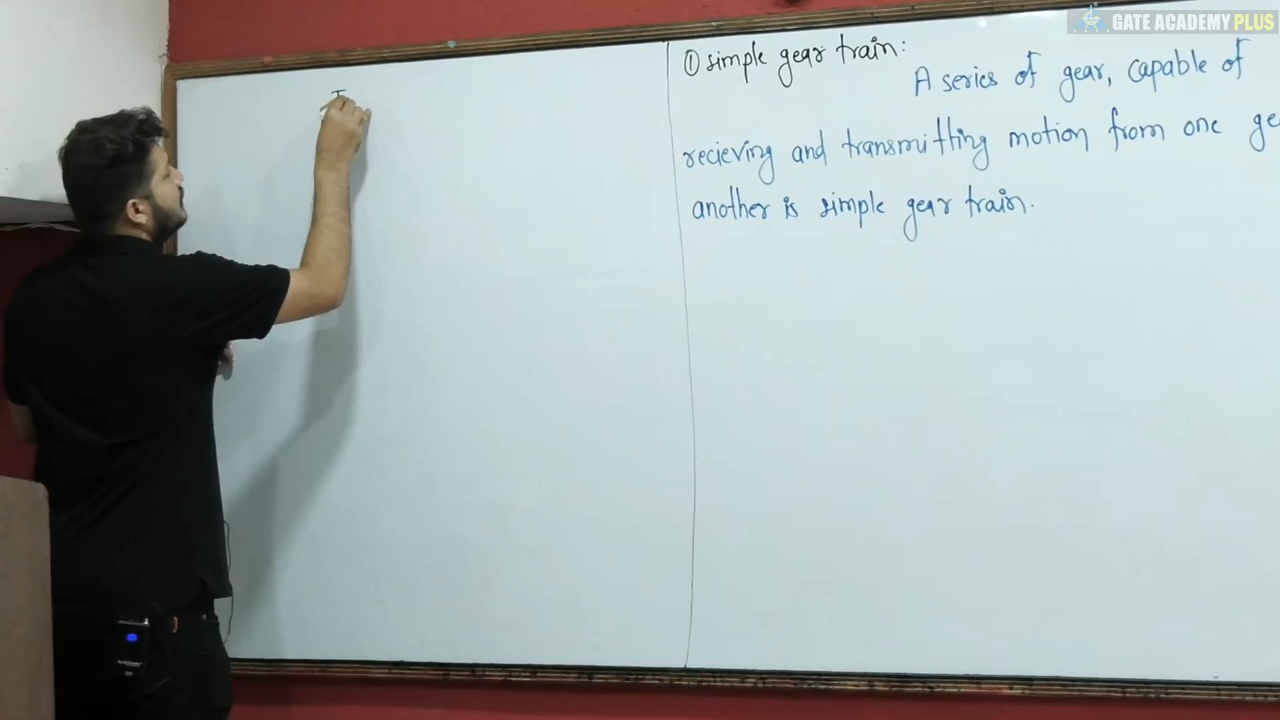 GATE ACADEMY PLUS
① simple gear train:
A series of gear, capable of
recieving and transmitting motion from one ge
another is simple gear train.